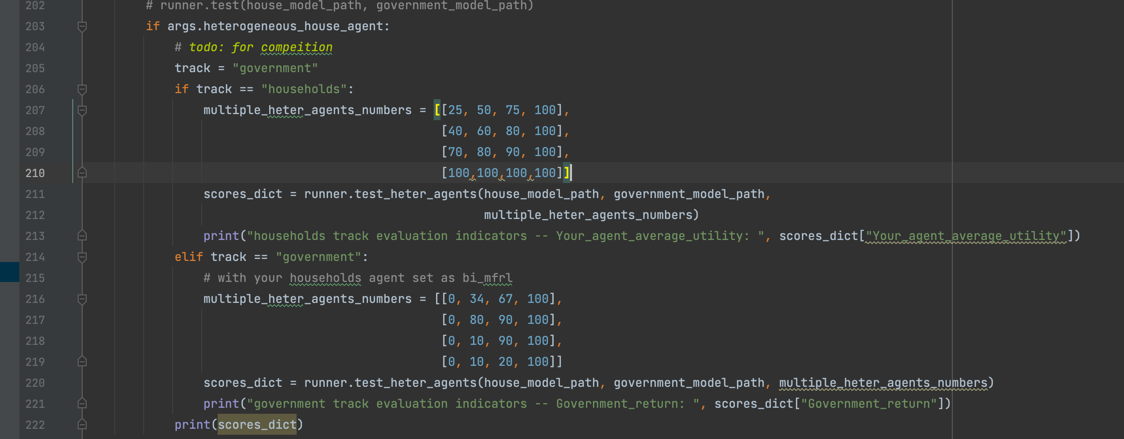 202 # runner.test(house_model_path, government_model_path)
203 if args.heterogeneous_house_agent:
204 # todo: for compeition
205 track = "government"
206 if track == "households":
207 multiple_heter_agents_numbers = [[25, 50, 75, 100],
208 [40, 60, 80, 100],
209 [70, 80, 90, 100],
210 [100,100,100,100]]
211 scores_dict = runner.test_heter_agents(house_model_path, government_model_path,
212 multiple_heter_agents_numbers)
213 print("households track evaluation indicators -- Your_agent_average_utility: ", scores_dict["Your_agent_average_utility"])
214 elif track == "government":
215 # with your households agent set as bi_mfrl
216 multiple_heter_agents_numbers = [[0, 34, 67, 100],
217 [0, 80, 90, 100],
218 [0, 10, 90, 100],
219 [0, 10, 20, 100]]
220 scores_dict = runner.test_heter_agents(house_model_path, government_model_path, multiple_heter_agents_numbers)
221 print("government track evaluation indicators -- Government_return: ", scores_dict["Government_return"])
222 print(scores_dict)